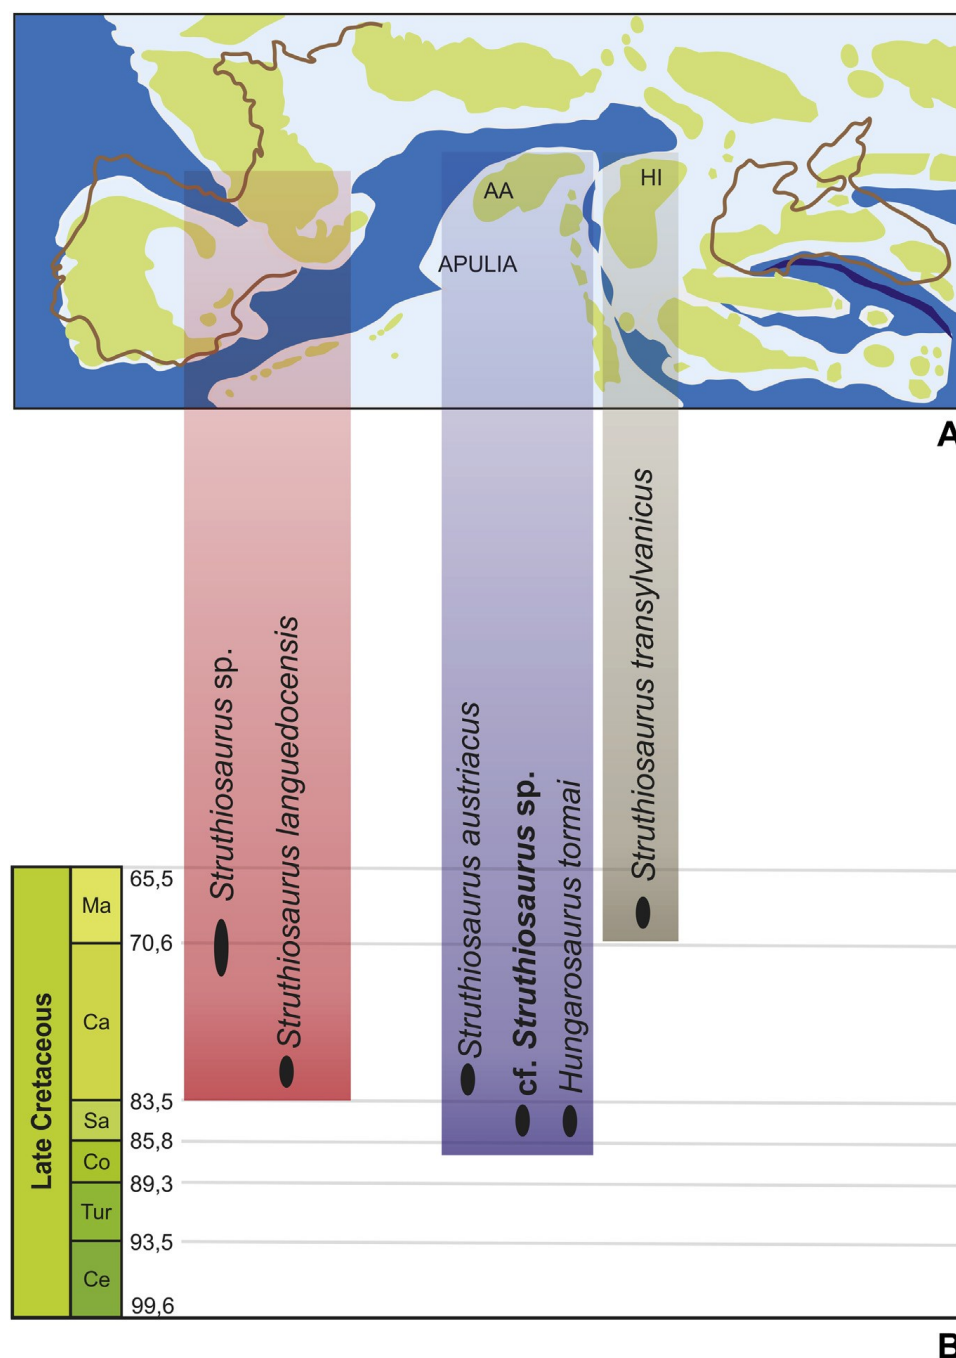 AA
HI
APULIA
A
Struthiosaurus sp.
Struthiosaurus languedocensis
Struthiosaurus austriacus
cf. Struthiosaurus sp.
Hungarosaurus tormai
Struthiosaurus transylvanicus
Late Cretaceous
Ma
Ca
Sa
Co
Tur
Ce
65,5
70,6
83,5
85,8
89,3
93,5
99,6
B